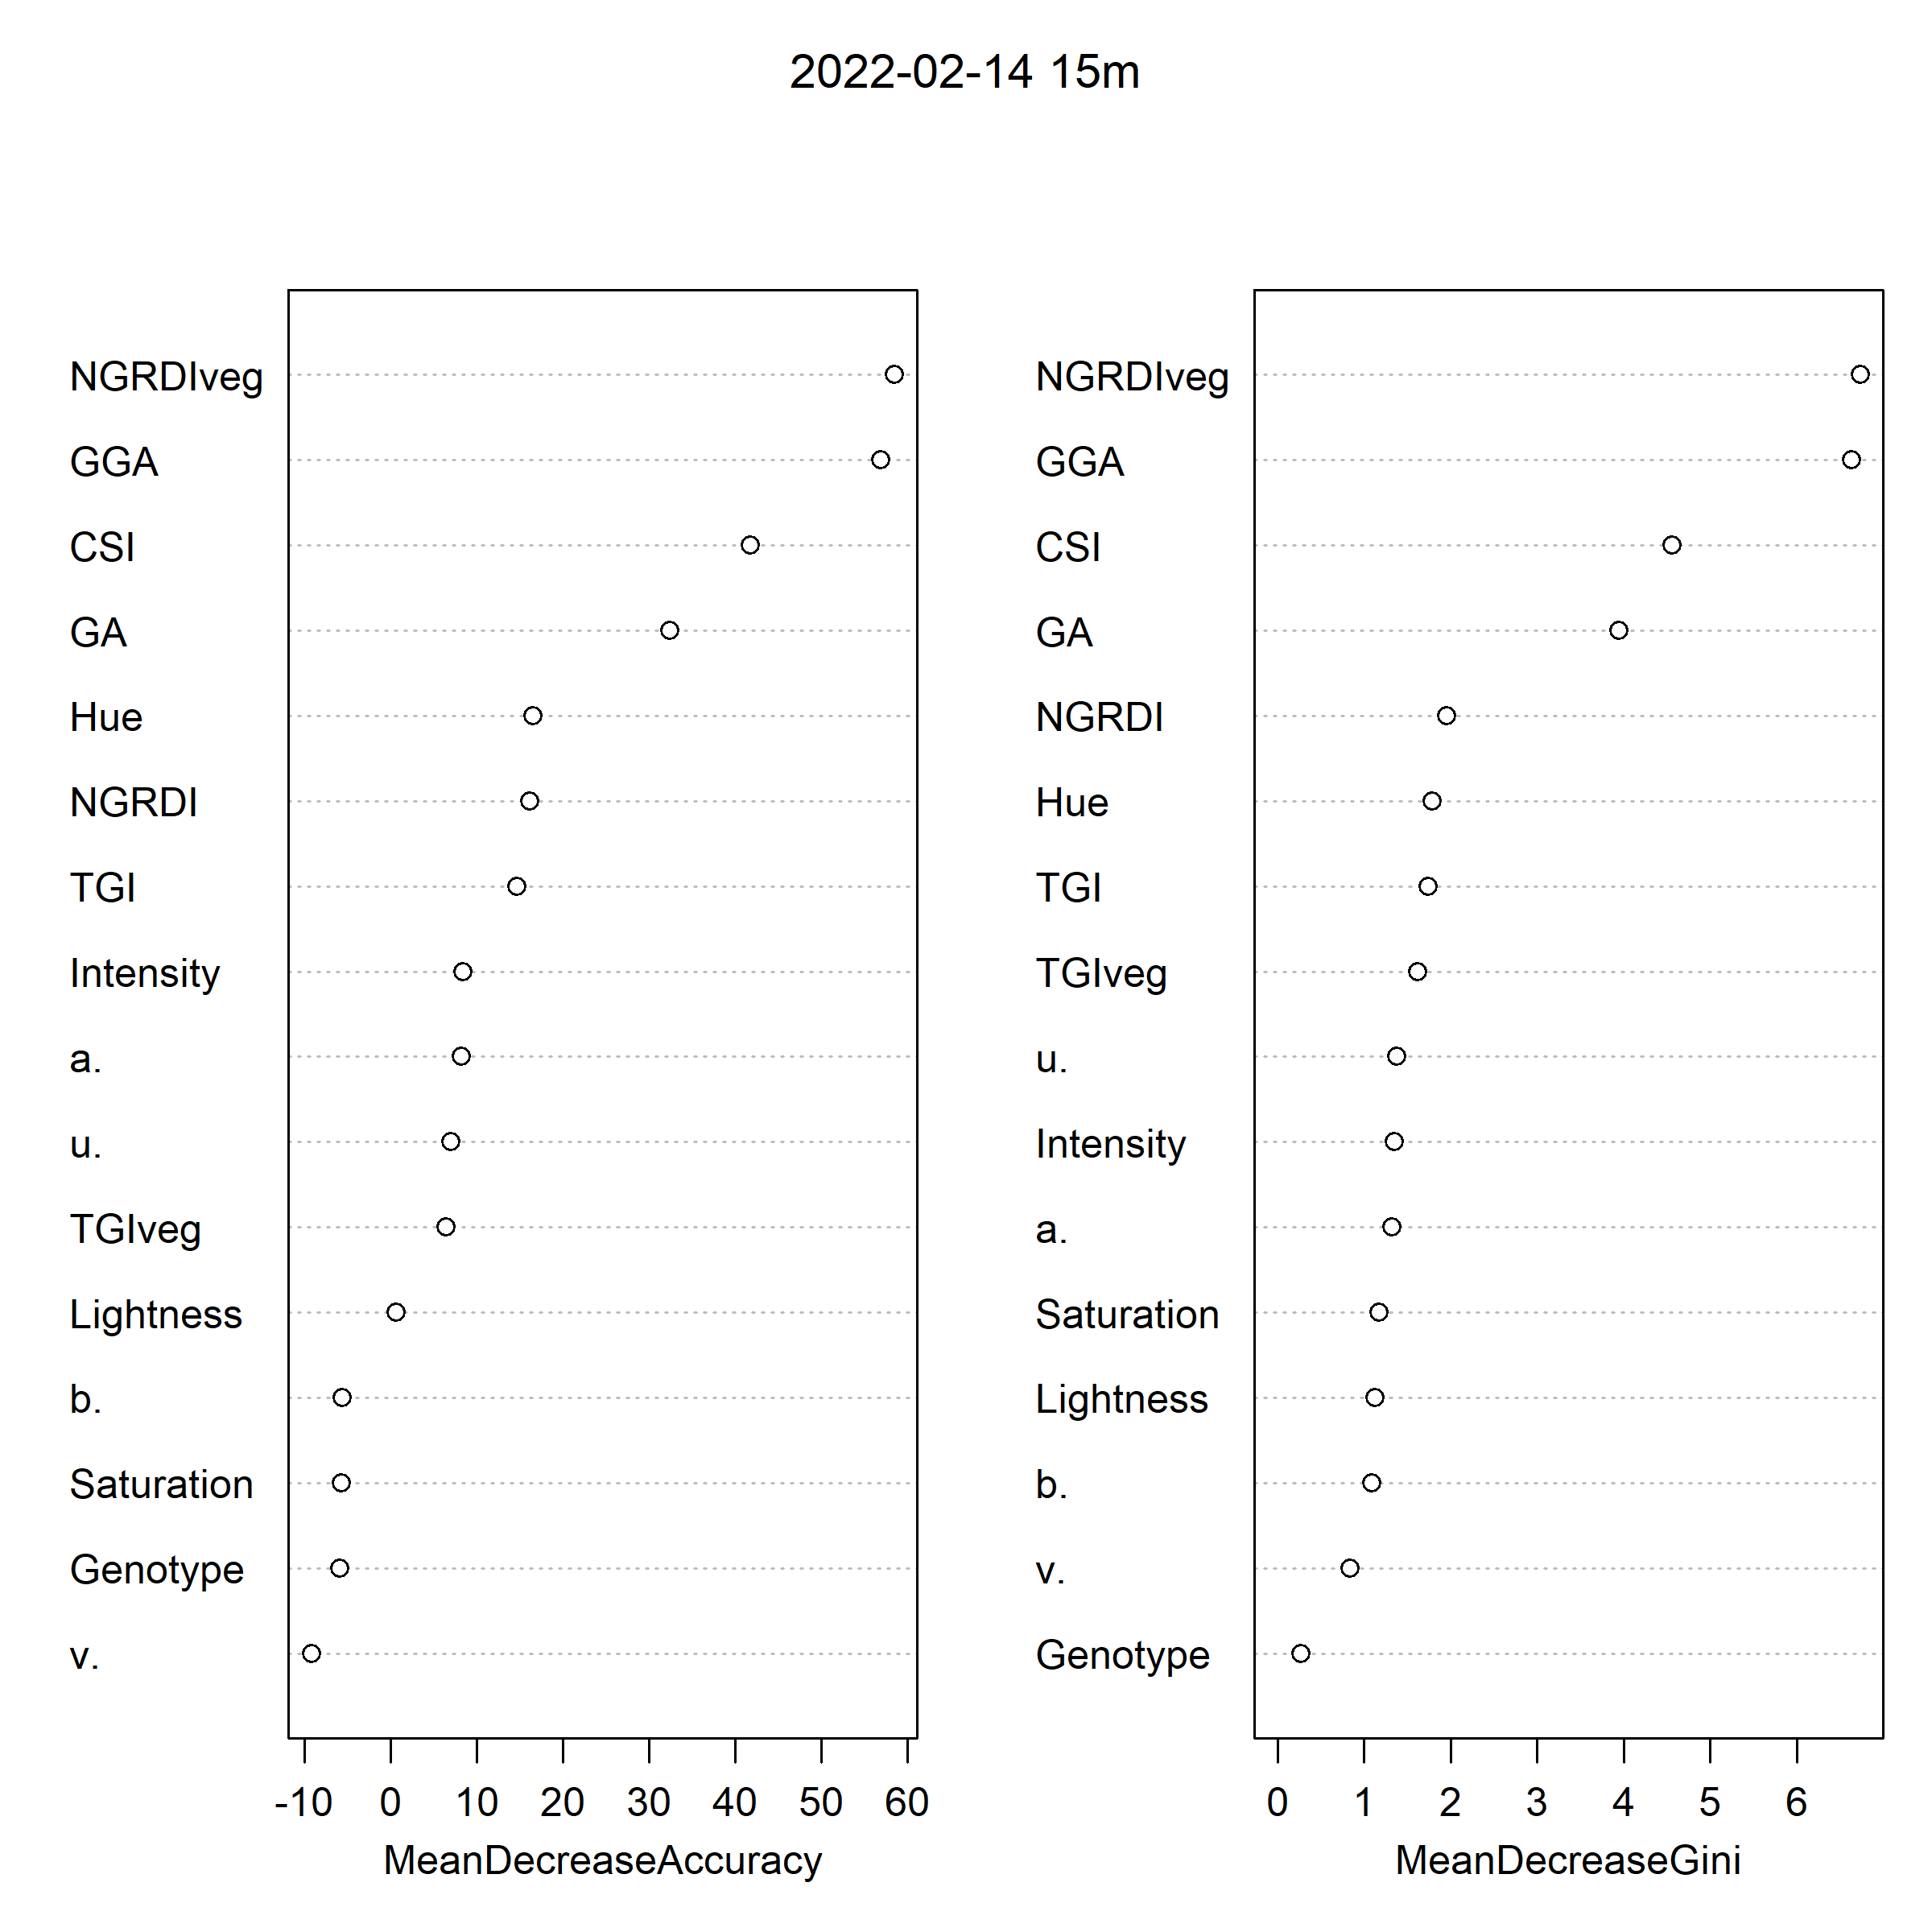 2022-02-14 15m
NGRDIveg
GGA
CSI
GA
Hue
NGRDI
TGI
Intensity
a.
u.
TGIveg
Lightness
b.
Saturation
Genotype
v.
-10 0 10 20 30 40 50 60
MeanDecreaseAccuracy
NGRDIveg
GGA
CSI
GA
NGRDI
Hue
TGI
TGIveg
u.
Intensity
a.
Saturation
Lightness
b.
v.
Genotype
0 1 2 3 4 5 6
MeanDecreaseGini